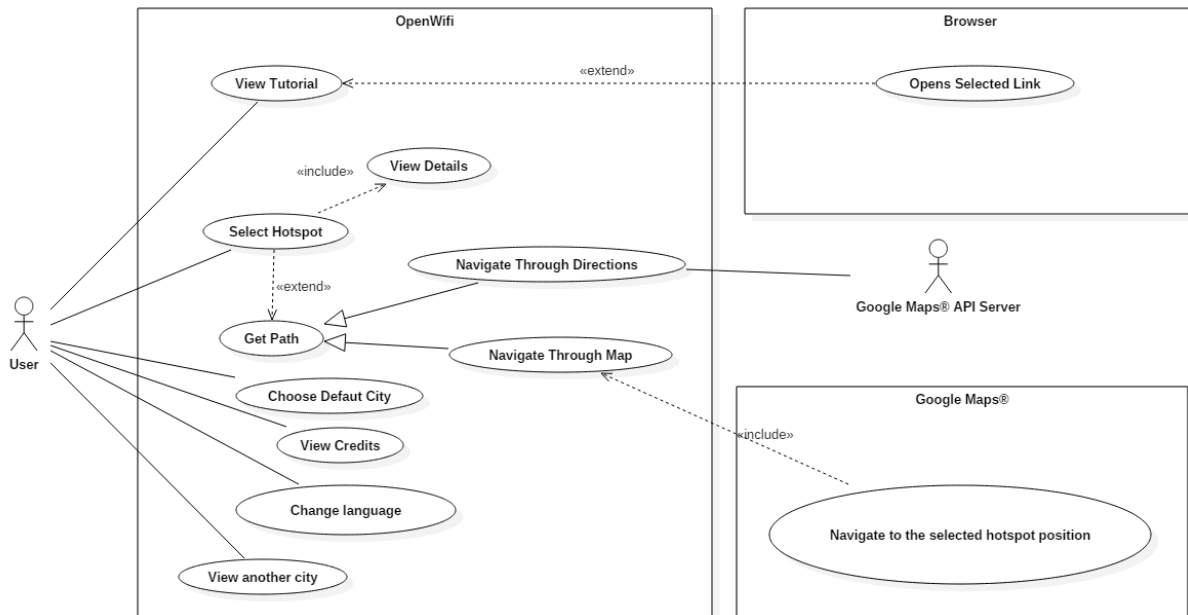 OpenWifi
Browser
View Tutorial
«extend»
Opens Selected Link
View Details
«include»
Select Hotspot
Navigate Through Directions
«extend»
Google Maps® API Server
Get Path
Navigate Through Map
User
Choose Defaut City
Google Maps®
«include»
View Credits
Change language
Navigate to the selected hotspot position
View another city